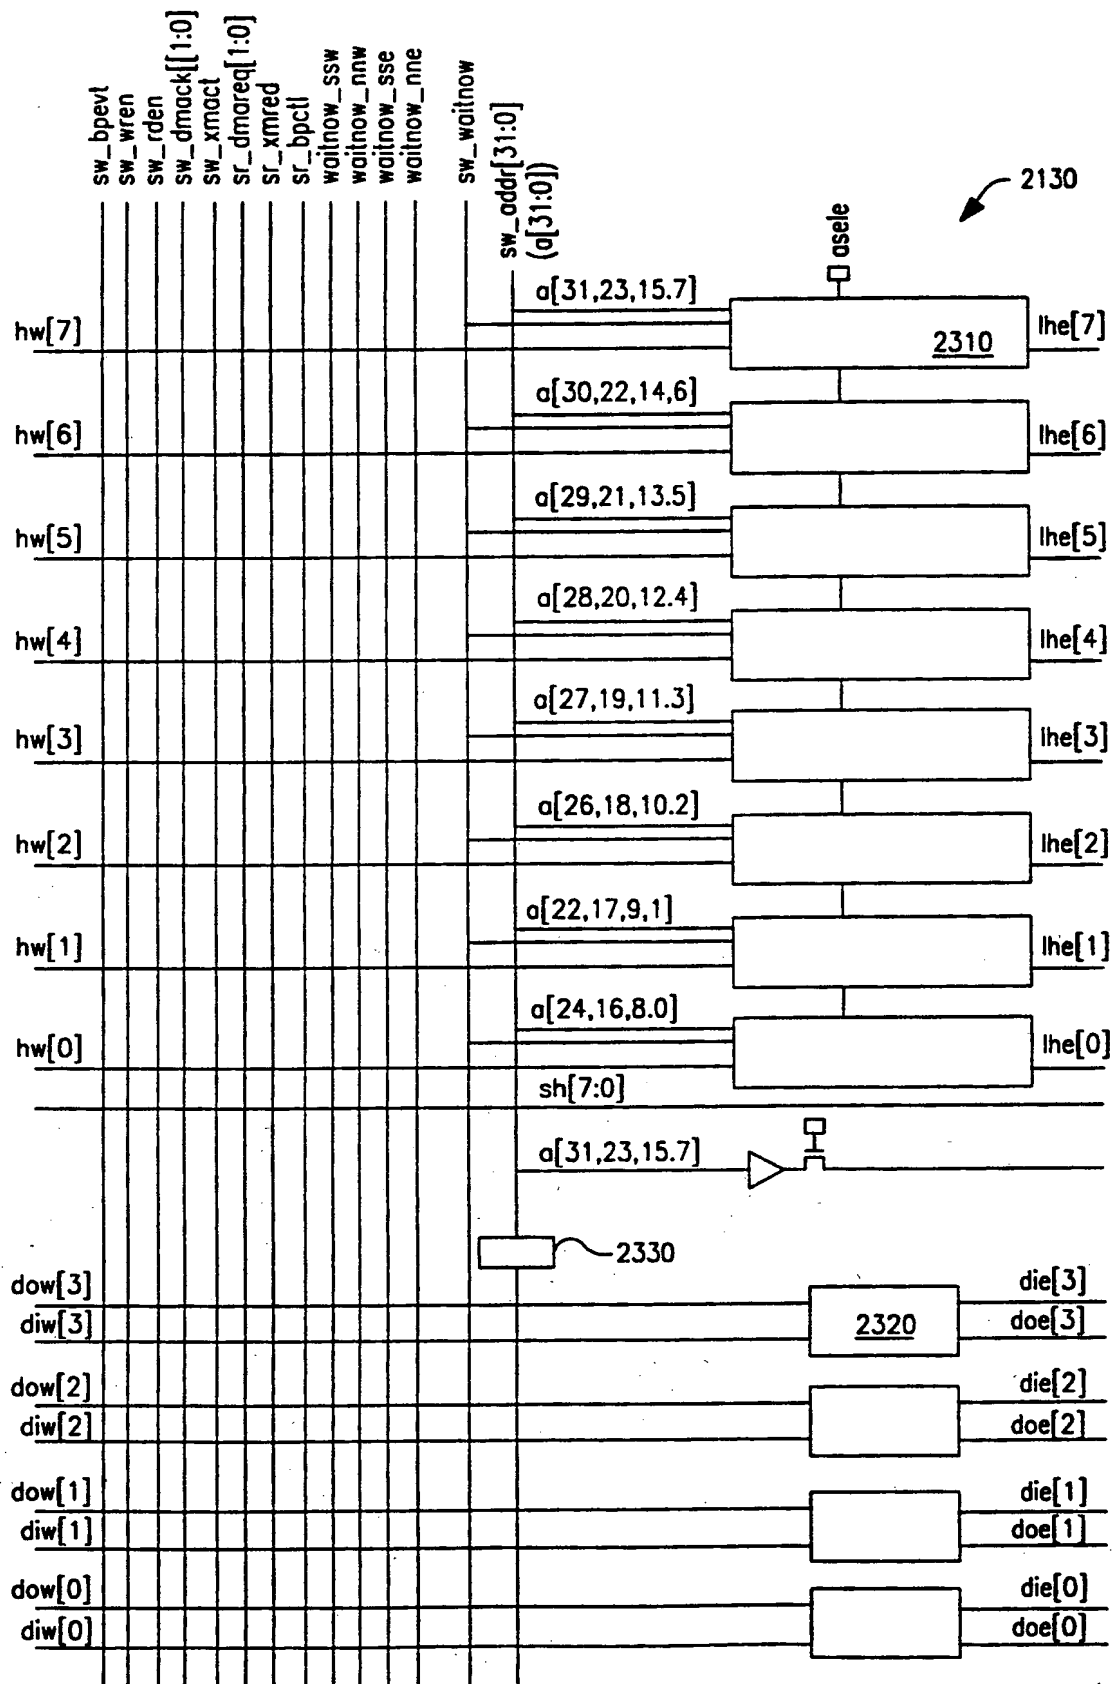 sw_bpevt
sw_wren
sw_rden
sw_dmack[[1:0]
sw_xmact
sr_dmareq[1:0]
sr_xmred
sr_bpctl
waitnow_ssw
waitnow_nnw
waitnow_sse
waitnow_nne
sw_waitnow
sw_addr[31:0]
(a[31:0])
2130
asele
a[31,23,15.7]
hw[7]
2310
lhe[7]
a[30,22,14,6]
hw[6]
lhe[6]
a[29,21,13.5]
hw[5]
lhe[5]
a[28,20,12.4]
hw[4]
lhe[4]
a[27,19,11.3]
hw[3]
lhe[3]
a[26,18,10.2]
hw[2]
lhe[2]
a[22,17,9,1]
hw[1]
lhe[1]
a[24,16,8.0]
hw[0]
lhe[0]
sh[7:0]
a[31,23,15.7]
2330
dow[3]
die[3]
diw[3]
2320
doe[3]
dow[2]
die[2]
diw[2]
doe[2]
dow[1]
die[1]
diw[1]
doe[1]
dow[0]
die[0]
diw[0]
doe[0]